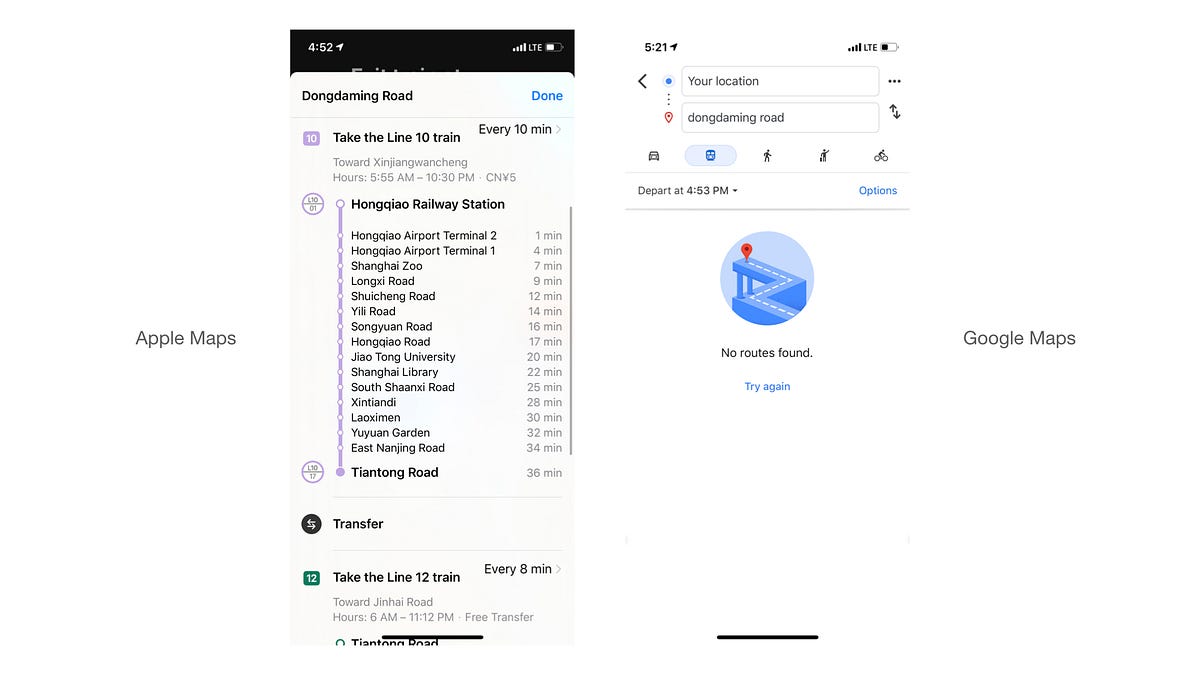 Apple Maps
4:52
LTE
Dongdaming Road
Done
10
Take the Line 10 train
Every 10 min
Toward Xinjiangwancheng
Hours: 5:55 AM – 10:30 PM · CN¥5
L10
01
Hongqiao Railway Station
Hongqiao Airport Terminal 2 1 min
Hongqiao Airport Terminal 1 4 min
Shanghai Zoo 7 min
Longxi Road 9 min
Shuicheng Road 12 min
Yili Road 14 min
Songyuan Road 16 min
Hongqiao Road 17 min
Jiao Tong University 20 min
Shanghai Library 22 min
South Shaanxi Road 25 min
Xintiandi 28 min
Laoximen 30 min
Yuyuan Garden 32 min
East Nanjing Road 34 min
L10
17
Tiantong Road 36 min
Transfer
12
Take the Line 12 train
Every 8 min
Toward Jinhai Road
Hours: 6 AM – 11:12 PM · Free Transfer
Tiantong Road
5:21
LTE
Your location
dongdaming road
Depart at 4:53 PM
Options
No routes found.
Try again
Google Maps